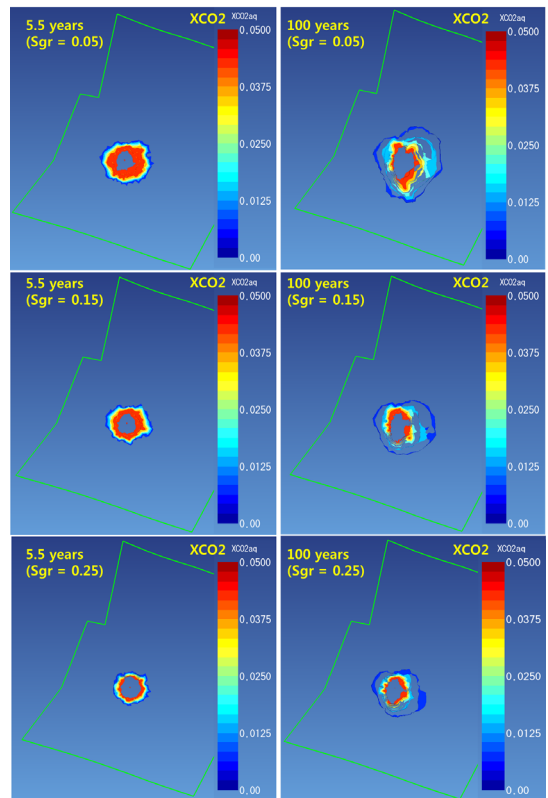 5.5 years
(Sgr = 0.05)
XCO2
XCO2aq
0.0500
0.0375
0.0250
0.0125
0.00
100 years
(Sgr = 0.05)
XCO2
XCO2aq
0.0500
0.0375
0.0250
0.0125
0.00
5.5 years
(Sgr = 0.15)
XCO2
XCO2aq
0.0500
0.0375
0.0250
0.0125
0.00
100 years
(Sgr = 0.15)
XCO2
XCO2aq
0.0500
0.0375
0.0250
0.0125
0.00
5.5 years
(Sgr = 0.25)
XCO2
XCO2aq
0.0500
0.0375
0.0250
0.0125
0.00
100 years
(Sgr = 0.25)
XCO2
XCO2aq
0.0500
0.0375
0.0250
0.0125
0.00